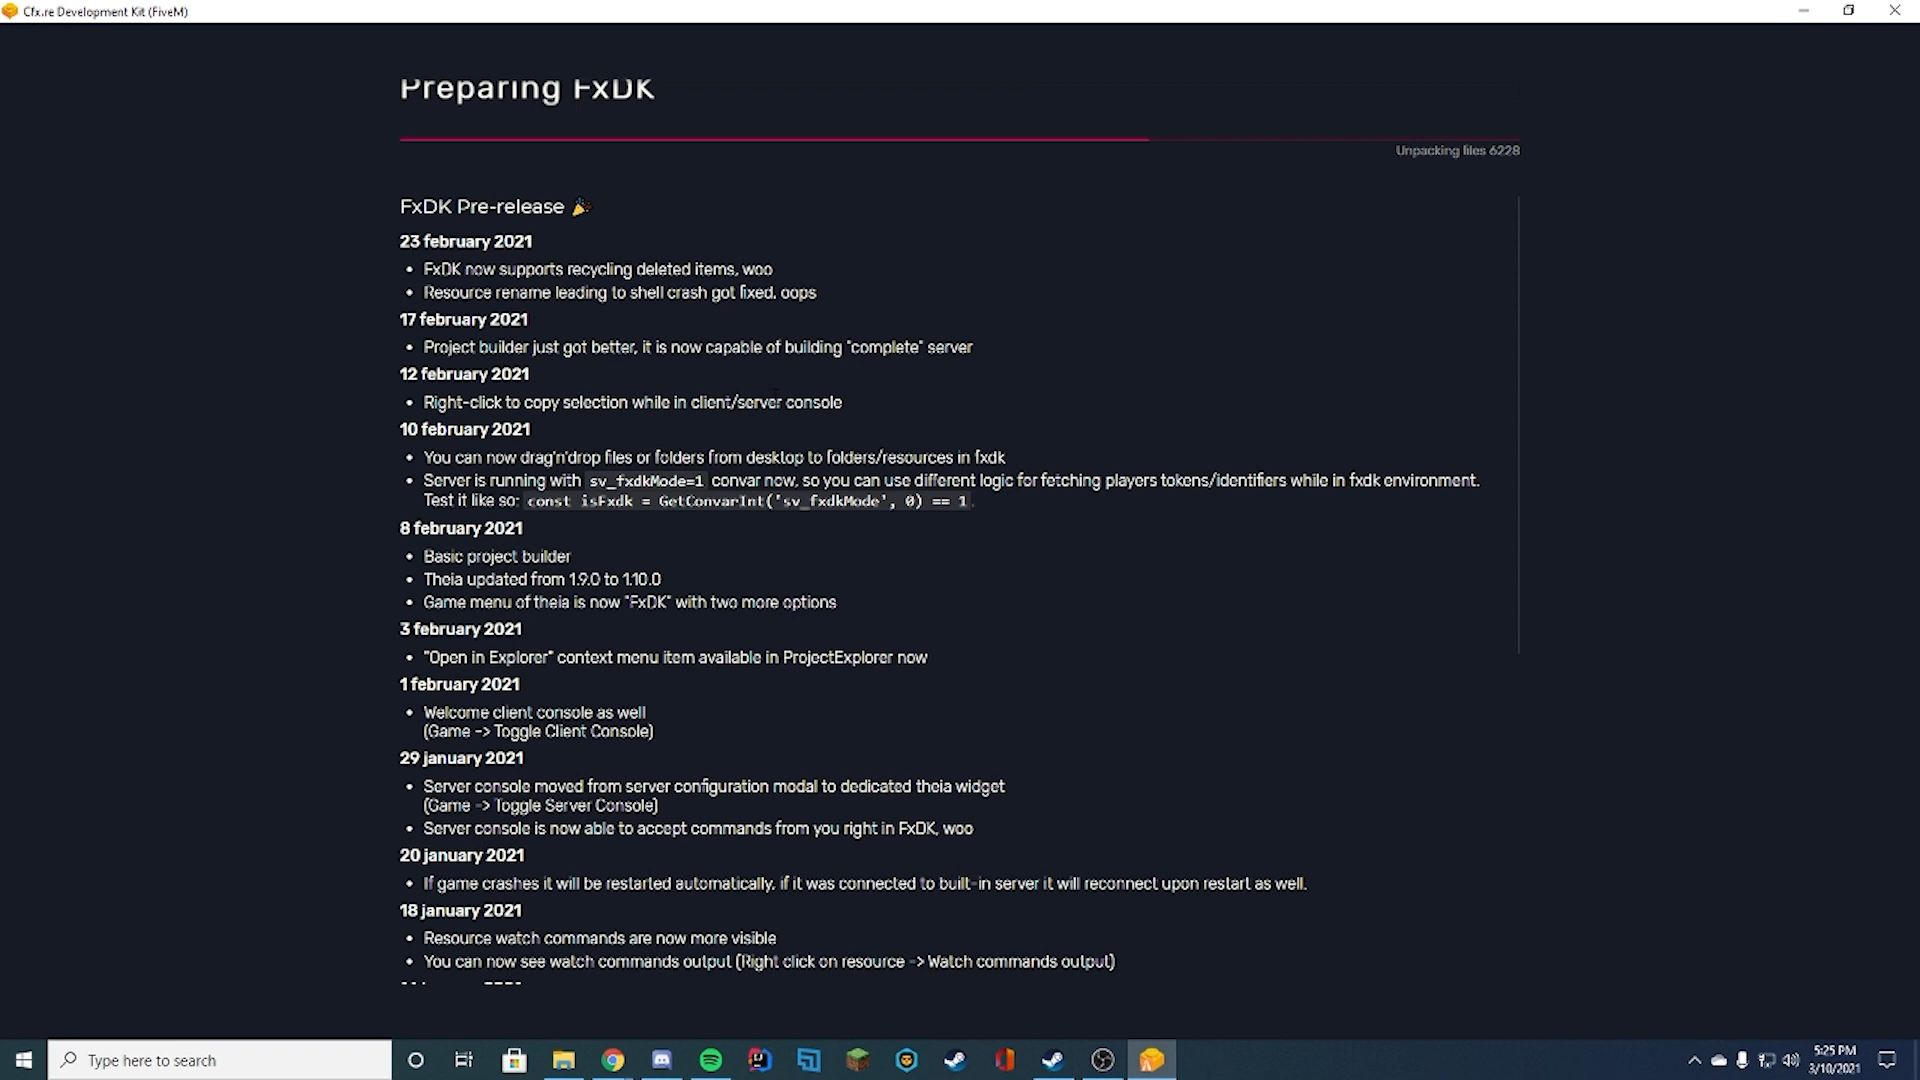 Cfx.re Development Kit (FiveM)
Preparing FxDK
Unpacking files 6228
FxDK Pre-release 🎉
23 february 2021
• FxDK now supports recycling deleted items, woo
• Resource rename leading to shell crash got fixed, oops
17 february 2021
• Project builder just got better, it is now capable of building "complete" server
12 february 2021
• Right-click to copy selection while in client/server console
10 february 2021
• You can now drag'n'drop files or folders from desktop to folders/resources in fxdk
• Server is running with sv_fxdkMode=1 convar now, so you can use different logic for fetching players tokens/identifiers while in fxdk environment.
Test it like so: const isFxdk = GetConvarInt('sv_fxdkMode', 0) == 1.
8 february 2021
• Basic project builder
• Theia updated from 1.9.0 to 1.10.0
• Game menu of theia is now "FxDK" with two more options
3 february 2021
• "Open in Explorer" context menu item available in ProjectExplorer now
1 february 2021
• Welcome client console as well
(Game -> Toggle Client Console)
29 january 2021
• Server console moved from server configuration modal to dedicated theia widget
(Game -> Toggle Server Console)
• Server console is now able to accept commands from you right in FxDK, woo
20 january 2021
• If game crashes it will be restarted automatically, if it was connected to built-in server it will reconnect upon restart as well.
18 january 2021
• Resource watch commands are now more visible
• You can now see watch commands output (Right click on resource -> Watch commands output)
Type here to search
5:25 PM
3/10/2021